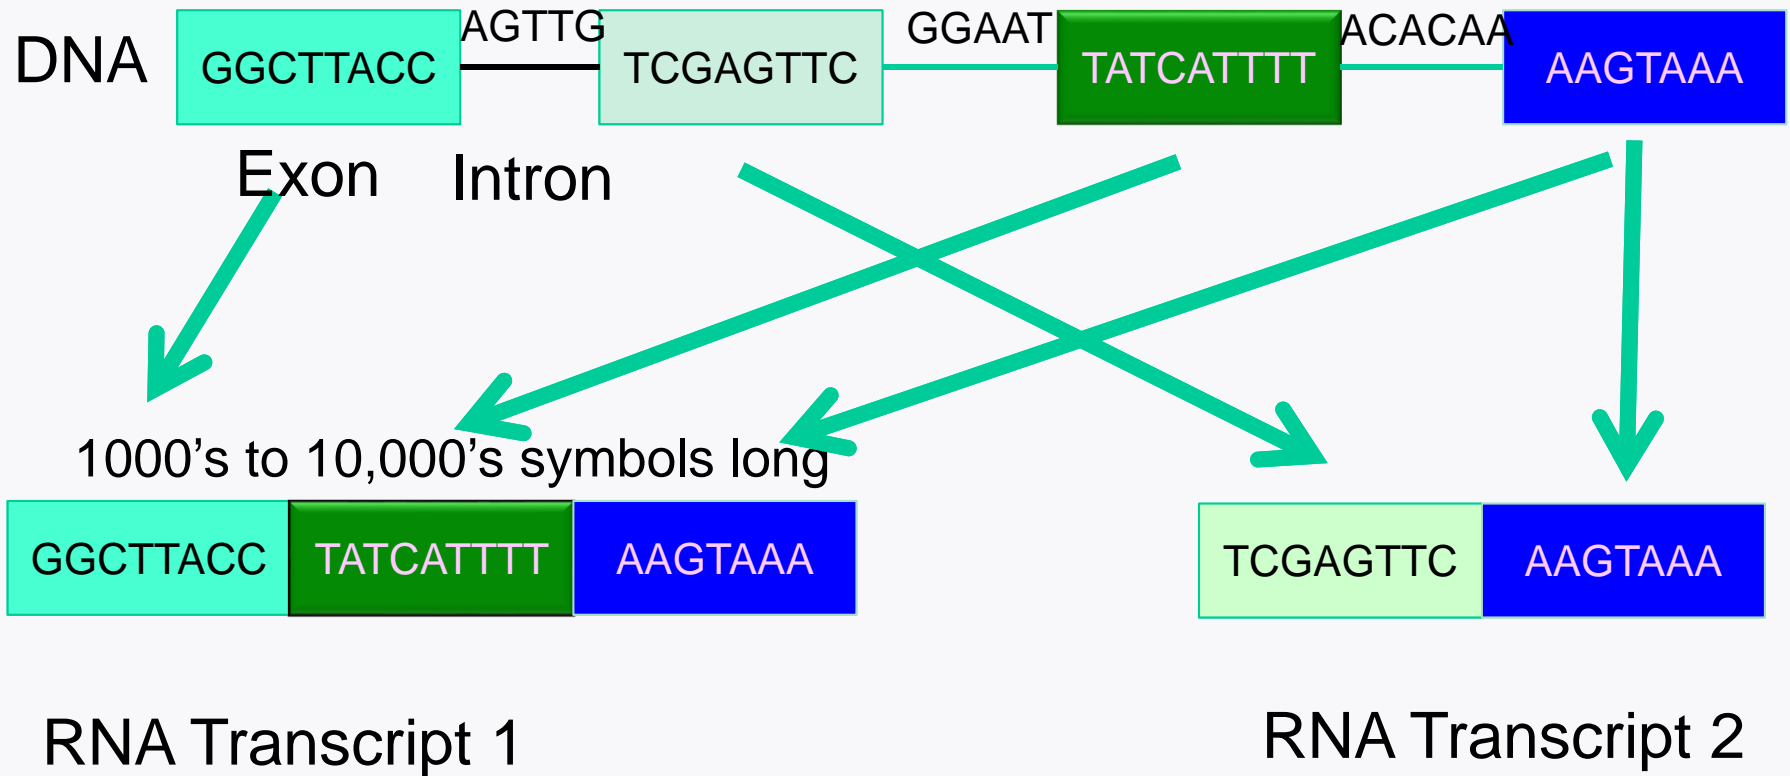 DNA GGCTTACC AGTTG TCGAGTTC GGAAT TATCATTTT ACACAA AAGTAAA
Exon Intron
1000’s to 10,000’s symbols long
GGCTTACC TATCATTTT AAGTAAA TCGAGTTC AAGTAAA
RNA Transcript 1 RNA Transcript 2